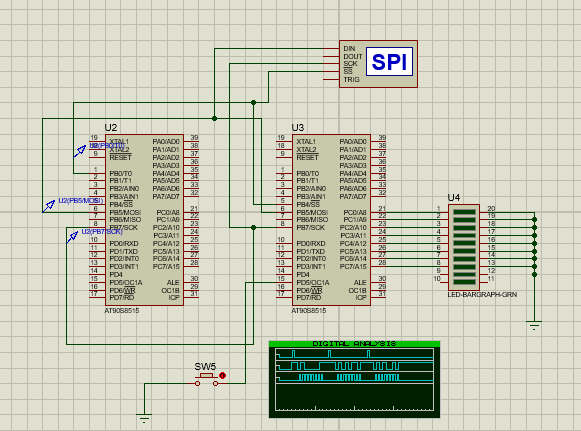 DIN
DOUT
SCK
SS
TRIG
SPI
U2
U3
19 XTAL1 PA0/AD0 39
18 XTAL2 PA1/AD1 38
9 RESET PA2/AD2 37
PA3/AD3 36
1 PB0/T0 PA4/AD4 35
2 PB1/T1 PA5/AD5 34
3 PB2/AIN0 PA6/AD6 33
4 PB3/AIN1 PA7/AD7 32
5 PB4/SS
6 PB5/MOSI PC0/A8 21
7 PB6/MISO PC1/A9 22
8 PB7/SCK PC2/A10 23
PC3/A11 24
10 PD0/RXD PC4/A12 25
11 PD1/TXD PC5/A13 26
12 PD2/INT0 PC6/A14 27
13 PD3/INT1 PC7/A15 28
14 PD4
15 PD5/OC1A ALE 30
16 PD6/WR OC1B 29
17 PD7/RD ICP 31
AT90S8515
U2(PB5/MOSI)
U2(PB7/SCK)
19 XTAL1 PA0/AD0 39
18 XTAL2 PA1/AD1 38
9 RESET PA2/AD2 37
PA3/AD3 36
1 PB0/T0 PA4/AD4 35
2 PB1/T1 PA5/AD5 34
3 PB2/AIN0 PA6/AD6 33
4 PB3/AIN1 PA7/AD7 32
5 PB4/SS
6 PB5/MOSI PC0/A8 21
7 PB6/MISO PC1/A9 22
8 PB7/SCK PC2/A10 23
PC3/A11 24
10 PD0/RXD PC4/A12 25
11 PD1/TXD PC5/A13 26
12 PD2/INT0 PC6/A14 27
13 PD3/INT1 PC7/A15 28
14 PD4
15 PD5/OC1A ALE 30
16 PD6/WR OC1B 29
17 PD7/RD ICP 31
AT90S8515
U4
1 20
2 19
3 18
4 17
5 16
6 15
7 14
8 13
9 12
10 11
LED-BARGRAPH-GRN
SW5
DIGITAL ANALYSIS